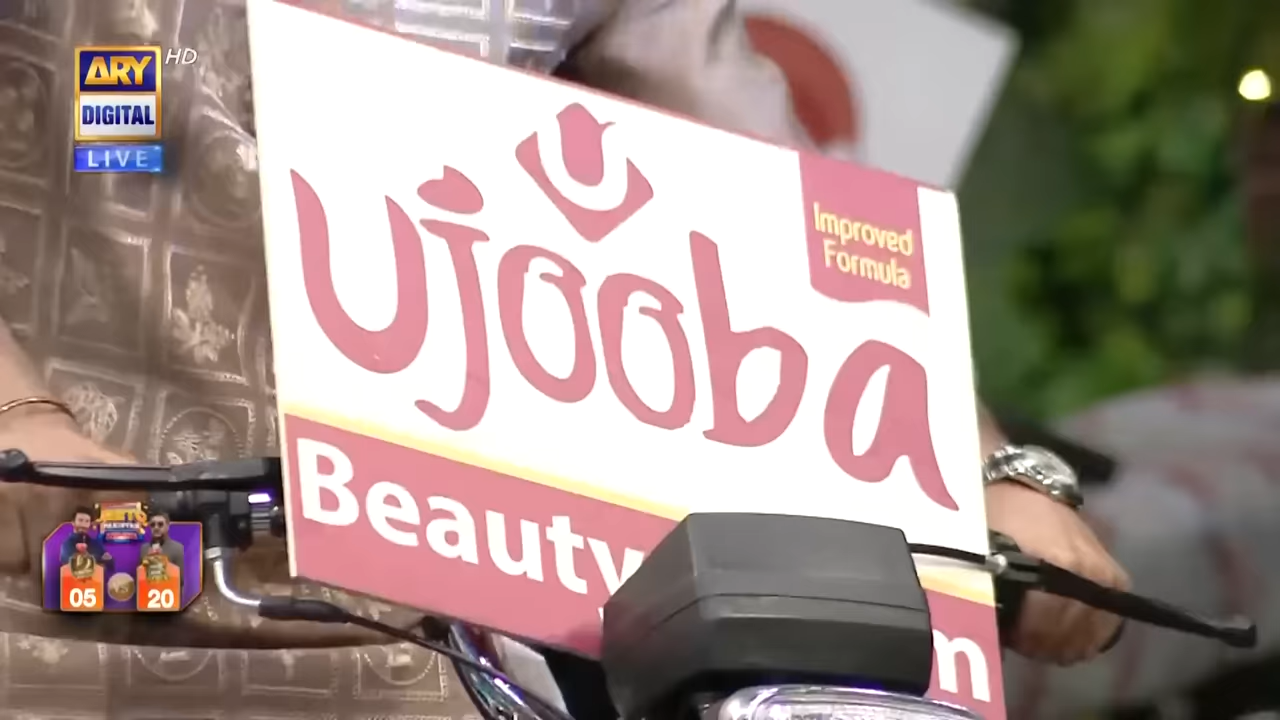 ARY
HD
DIGITAL
LIVE
ujooba
Improved
Formula
Beauty
m
05
20